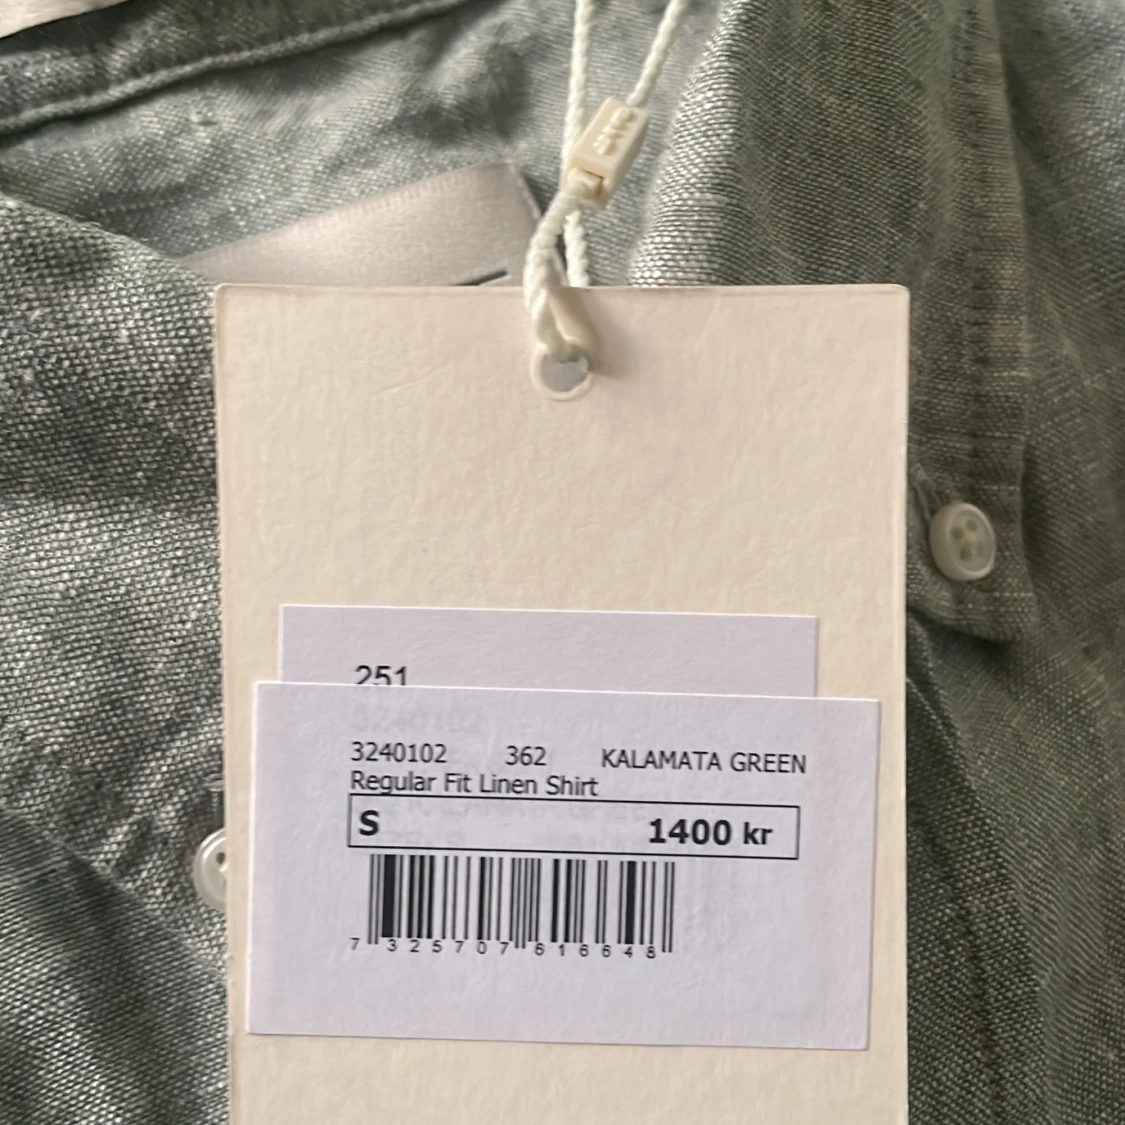 251
3240102 362 KALAMATA GREEN
Regular Fit Linen Shirt
S 1400 kr
7 325707 616648